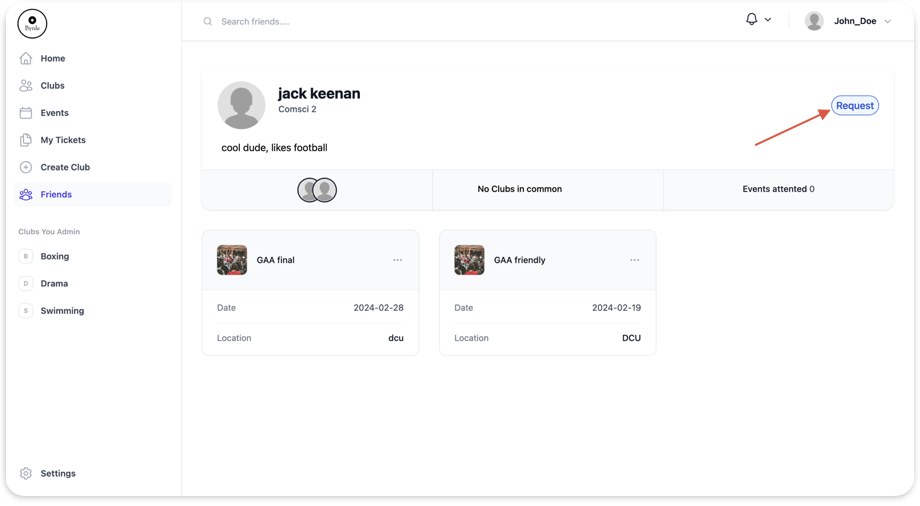 Byride
Search friends....
John_Doe
Home
Clubs
Events
My Tickets
Create Club
Friends
Clubs You Admin
B Boxing
D Drama
S Swimming
Settings
jack keenan
Comsci 2
Request
cool dude, likes football
No Clubs in common
Events attented 0
GAA final
...
Date 2024-02-28
Location dcu
GAA friendly
...
Date 2024-02-19
Location DCU